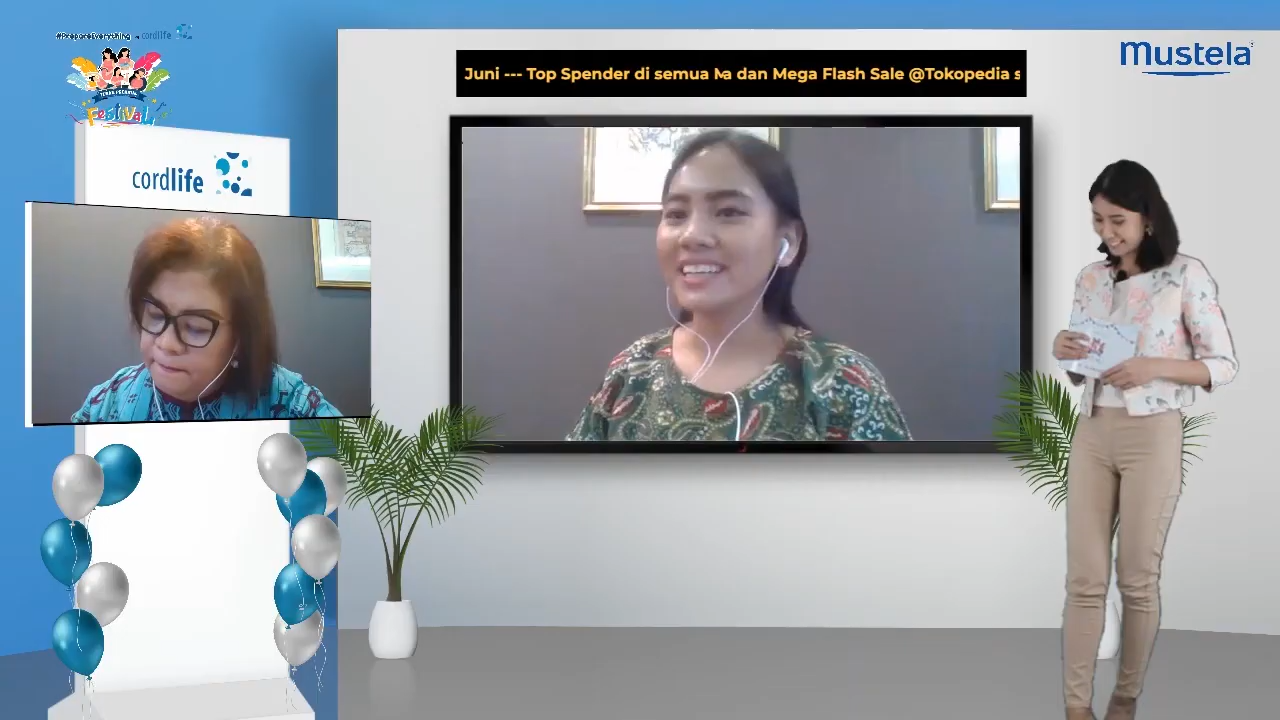 #PrepareEverything cordlife
Festival
mustela
Juni --- Top Spender di semua Ma dan Mega Flash Sale @Tokopedia s
cordlife